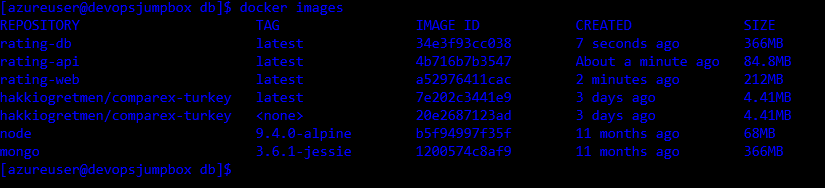 [azureuser@devopsjumpbox db]$ docker images
REPOSITORY TAG IMAGE ID CREATED SIZE
rating-db latest 34e3f93cc038 7 seconds ago 366MB
rating-api latest 4b716b7b3547 About a minute ago 84.8MB
rating-web latest a52976411cac 2 minutes ago 212MB
hakkiogretmen/comparex-turkey latest 7e202c3441e9 3 days ago 4.41MB
hakkiogretmen/comparex-turkey <none> 20e2687123ad 3 days ago 4.41MB
node 9.4.0-alpine b5f94997f35f 11 months ago 68MB
mongo 3.6.1-jessie 1200574c8af9 11 months ago 366MB
[azureuser@devopsjumpbox db]$